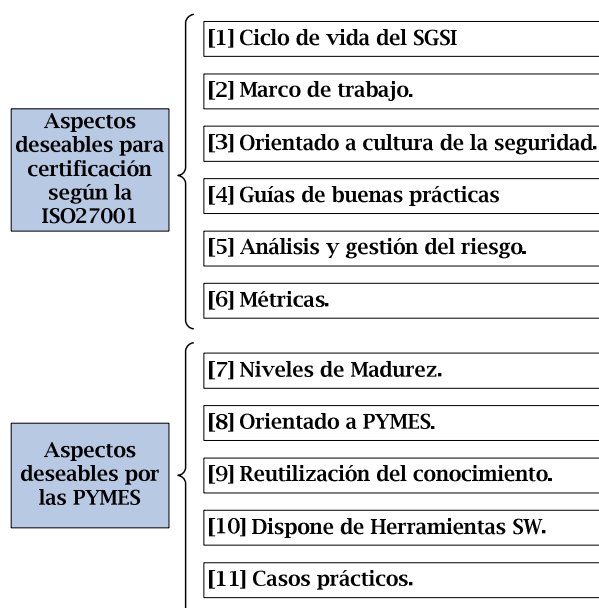 Aspectos
deseables para
certificación
según la
ISO27001
[1] Ciclo de vida del SGSI
[2] Marco de trabajo.
[3] Orientado a cultura de la seguridad.
[4] Guías de buenas prácticas
[5] Análisis y gestión del riesgo.
[6] Métricas.
Aspectos
deseables por
las PYMES
[7] Niveles de Madurez.
[8] Orientado a PYMES.
[9] Reutilización del conocimiento.
[10] Dispone de Herramientas SW.
[11] Casos prácticos.